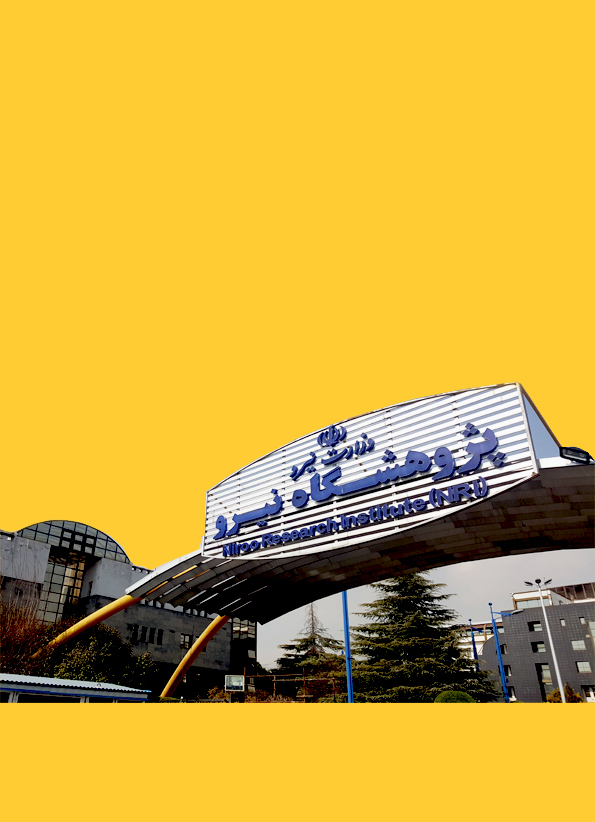 وزارت نیرو
پژوهشگاه نیرو
Niroo Research Institute (NRI)